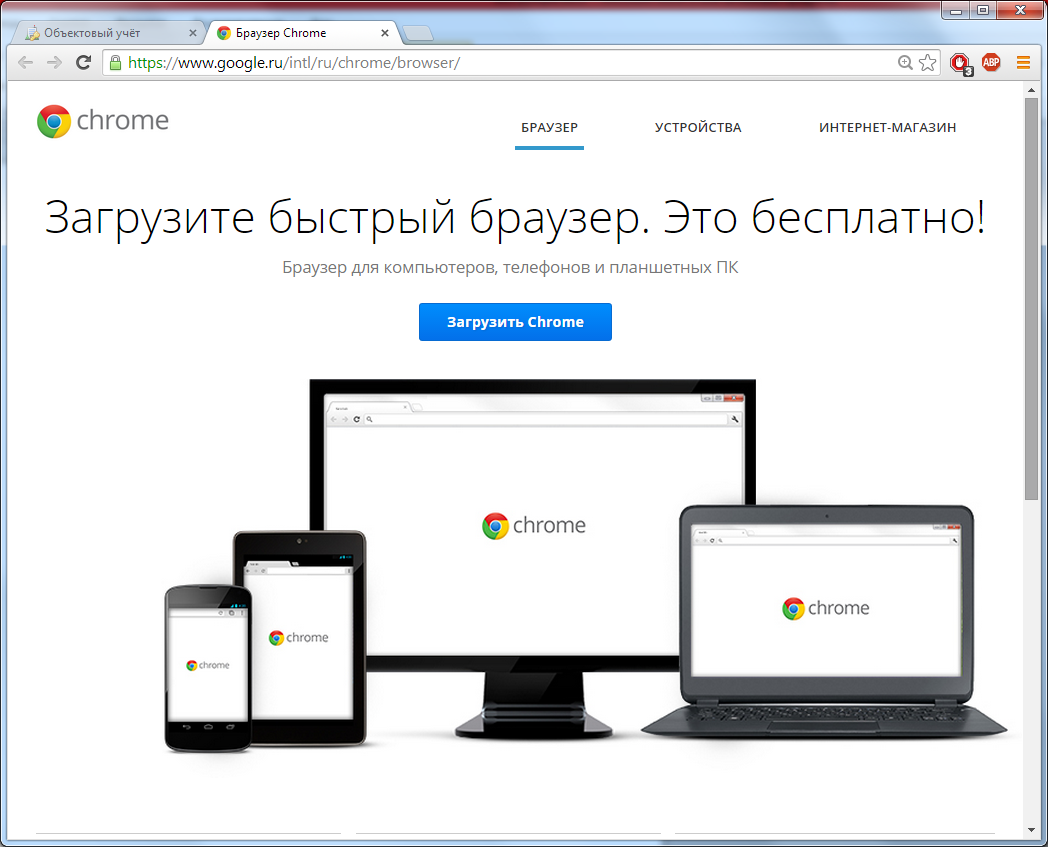 Объектовый учёт
Браузер Chrome
https://www.google.ru/intl/ru/chrome/browser/
3
ABP
chrome
БРАУЗЕР
УСТРОЙСТВА
ИНТЕРНЕТ-МАГАЗИН
Загрузите быстрый браузер. Это бесплатно!
Браузер для компьютеров, телефонов и планшетных ПК
Загрузить Chrome
chrome
chrome
chrome
chrome